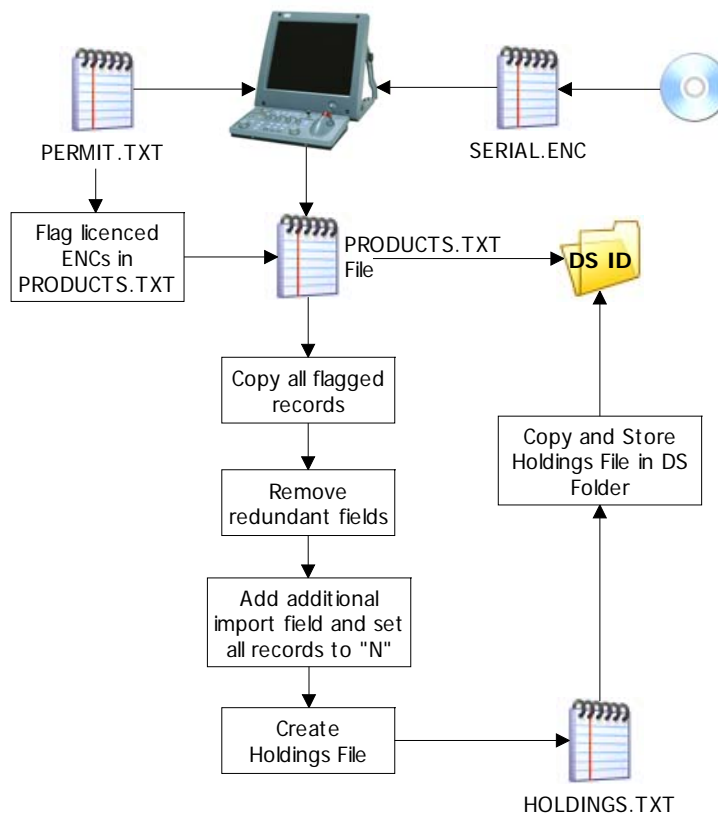 PERMIT.TXT
SERIAL.ENC
Flag licenced
ENCs in
PRODUCTS.TXT
PRODUCTS.TXT
File
DS ID
Copy all flagged
records
Copy and Store
Holdings File in DS
Folder
Remove
redundant fields
Add additional
import field and set
all records to "N"
Create
Holdings File
HOLDINGS.TXT